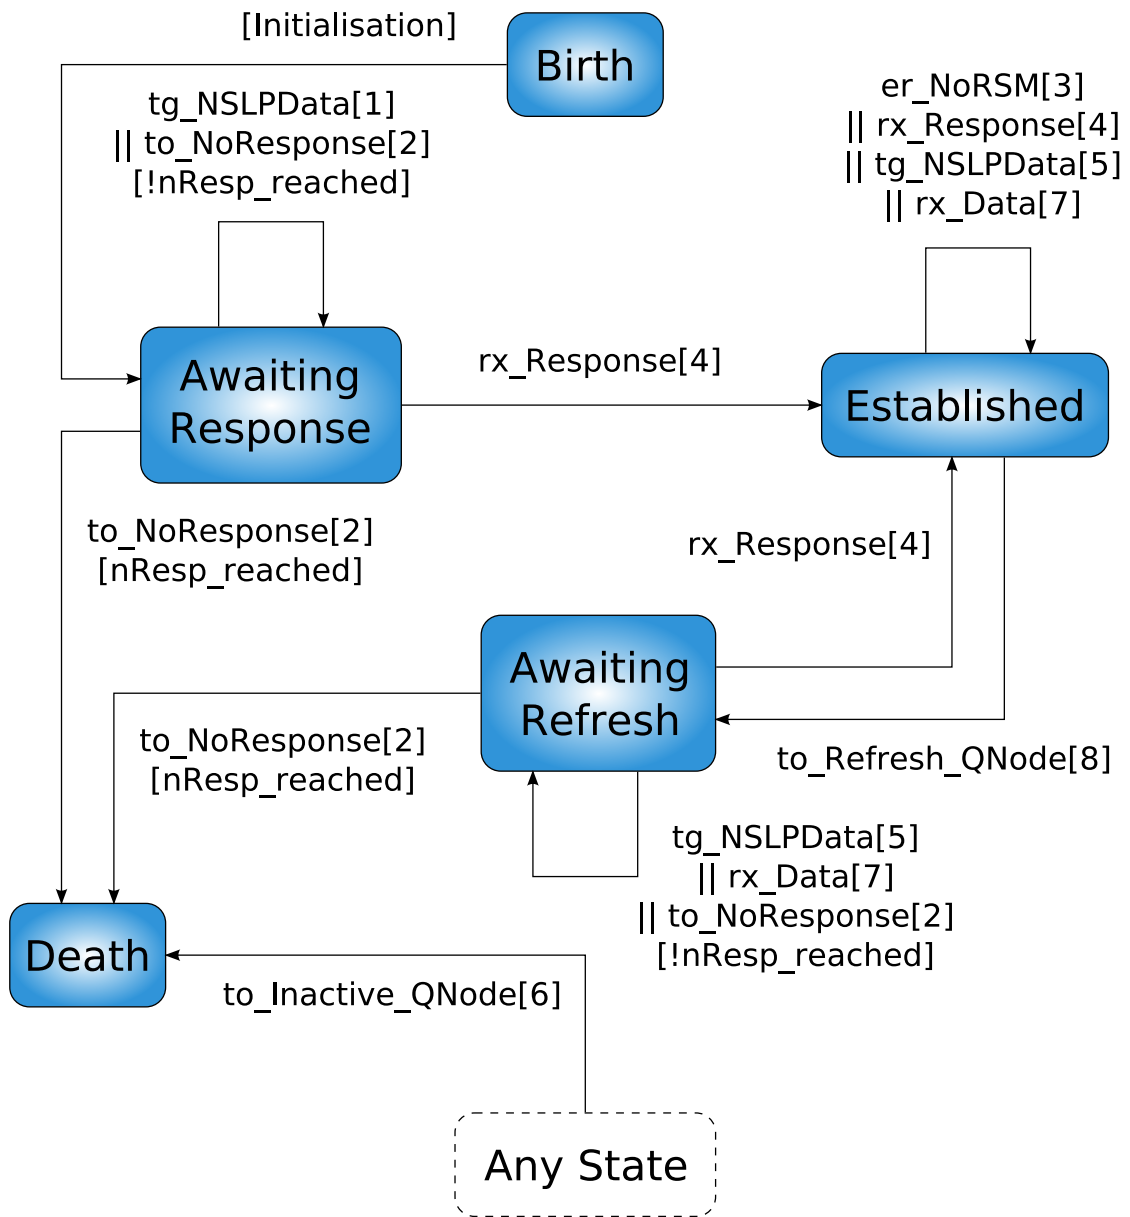 [Initialisation]
Birth
tg_NSLPData[1]
|| to_NoResponse[2]
[!nResp_reached]
er_NoRSM[3]
|| rx_Response[4]
|| tg_NSLPData[5]
|| rx_Data[7]
Awaiting
Response
rx_Response[4]
Established
to_NoResponse[2]
[nResp_reached]
rx_Response[4]
Awaiting
Refresh
to_NoResponse[2]
[nResp_reached]
to_Refresh_QNode[8]
tg_NSLPData[5]
|| rx_Data[7]
|| to_NoResponse[2]
[!nResp_reached]
Death
to_Inactive_QNode[6]
Any State